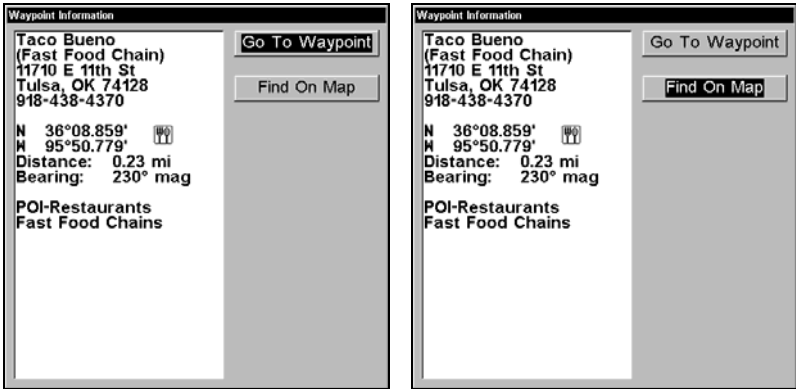 Waypoint Information
Taco Bueno
(Fast Food Chain)
11710 E 11th St
Tulsa, OK 74128
918-438-4370
N 36°08.859'
W 95°50.779'
Distance: 0.23 mi
Bearing: 230° mag
POI-Restaurants
Fast Food Chains
Go To Waypoint
Find On Map
Waypoint Information
Taco Bueno
(Fast Food Chain)
11710 E 11th St
Tulsa, OK 74128
918-438-4370
N 36°08.859'
W 95°50.779'
Distance: 0.23 mi
Bearing: 230° mag
POI-Restaurants
Fast Food Chains
Go To Waypoint
Find On Map